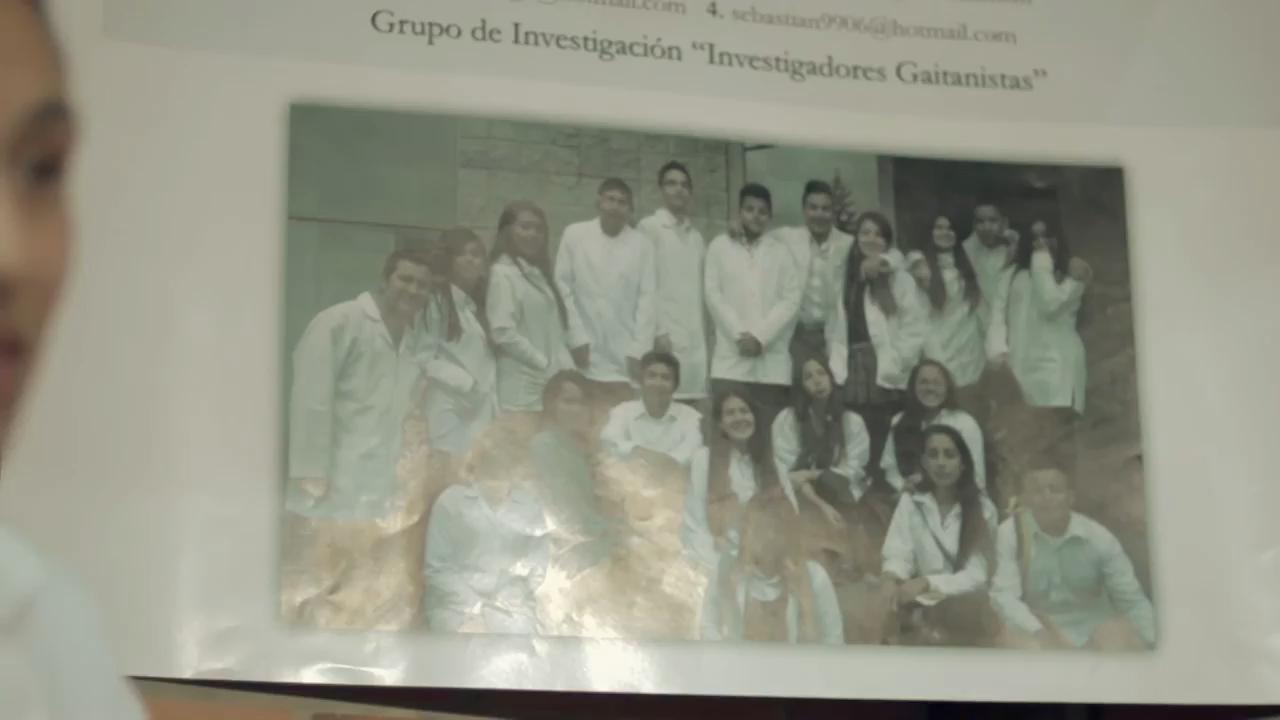 4. sebastian9906@hotmail.com
Grupo de Investigación “Investigadores Gaitanistas”